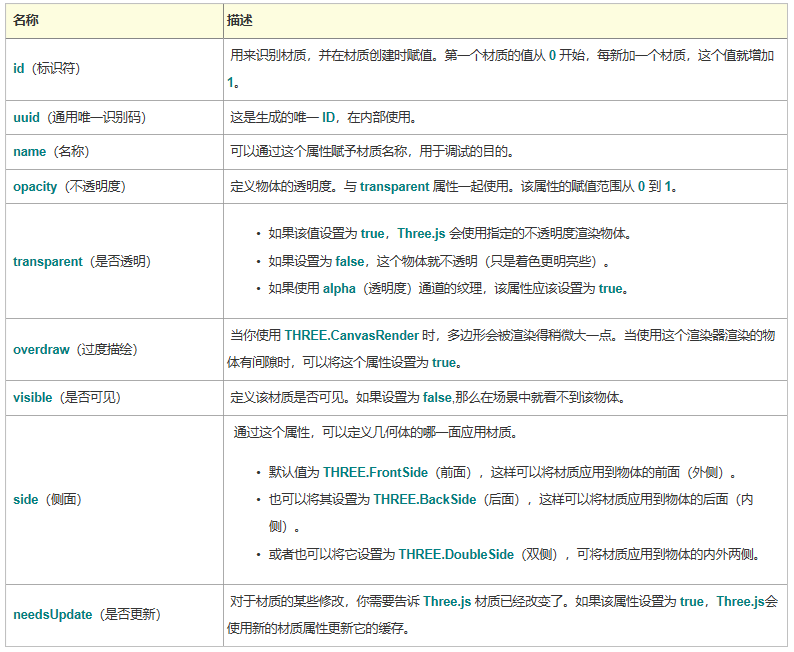 名称 描述
id（标识符） 用来识别材质，并在材质创建时赋值。第一个材质的值从 0 开始，每新加一个材质，这个值就增加
1。
uuid（通用唯一识别码） 这是生成的唯一 ID，在内部使用。
name（名称） 可以通过这个属性赋予材质名称，用于调试的目的。
opacity（不透明度） 定义物体的透明度。与 transparent 属性一起使用。该属性的赋值范围从 0 到 1。
transparent（是否透明）
• 如果该值设置为 true，Three.js 会使用指定的不透明度渲染物体。
• 如果设置为 false，这个物体就不透明（只是着色更明亮些）。
• 如果使用 alpha（透明度）通道的纹理，该属性应该设置为 true。
overdraw（过度描绘） 当你使用 THREE.CanvasRender 时，多边形会被渲染得稍微大一点。当使用这个渲染器渲染的物
体有间隙时，可以将这个属性设置为 true。
visible（是否可见） 定义该材质是否可见。如果设置为 false,那么在场景中就看不到该物体。
side（侧面） 通过这个属性，可以定义几何体的哪一面应用材质。
• 默认值为 THREE.FrontSide（前面），这样可以将材质应用到物体的前面（外侧）。
• 也可以将其设置为 THREE.BackSide（后面），这样可以将材质应用到物体的后面（内
侧）。
• 或者也可以将它设置为 THREE.DoubleSide（双侧），可将材质应用到物体的内外两侧。
needsUpdate（是否更新） 对于材质的某些修改，你需要告诉 Three.js 材质已经改变了。如果该属性设置为 true，Three.js会
使用新的材质属性更新它的缓存。